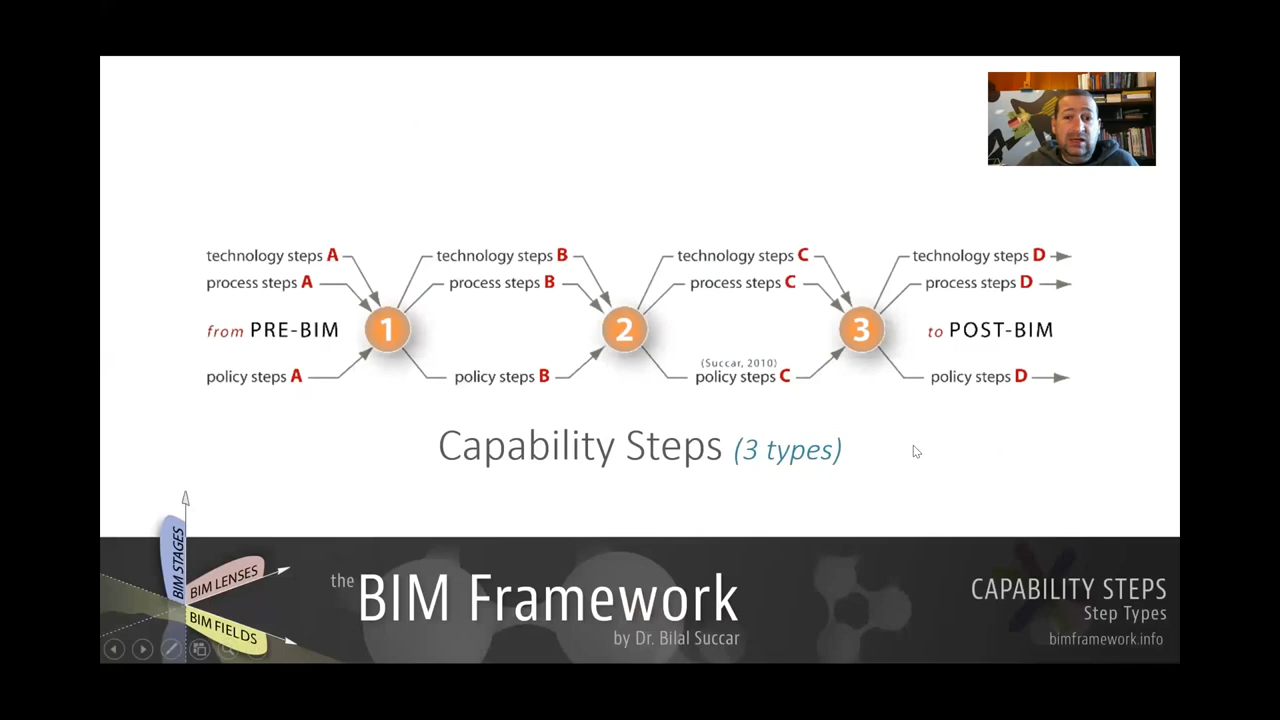 technology steps A technology steps B technology steps C technology steps D
process steps A process steps B process steps C process steps D
from PRE-BIM 1 2 3 to POST-BIM
(Succar, 2010)
policy steps A policy steps B policy steps C policy steps D
Capability Steps (3 types)
BIM STAGES
BIM LENSES
BIM FIELDS
the BIM Framework
by Dr. Bilal Succar
CAPABILITY STEPS
Step Types
bimframework.info